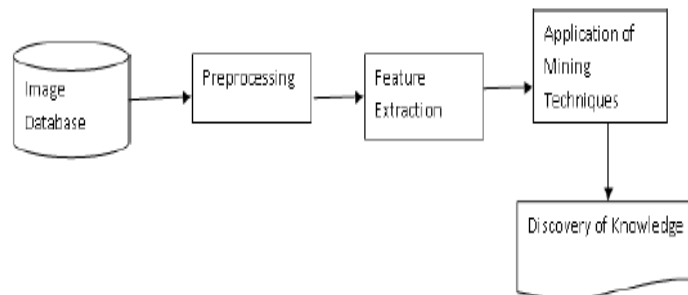 Image
Database
Preprocessing
Feature
Extraction
Application of
Mining
Techniques
Discovery of Knowledge